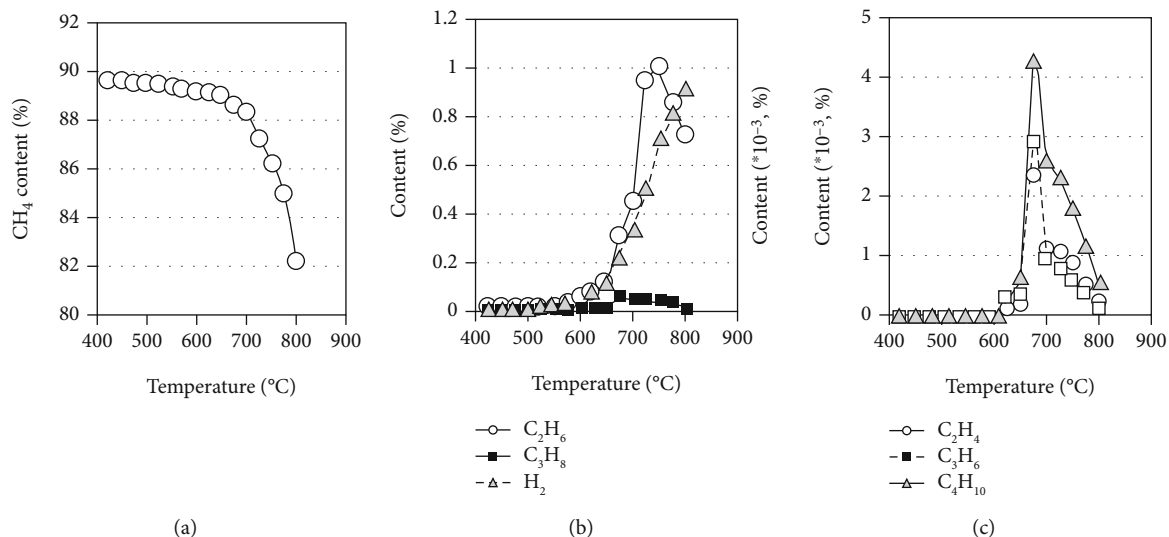 92
90
88
86
84
82
80
CH₄ content (%)
400 500 600 700 800 900
Temperature (°C)
(a)
1.2
1
0.8
0.6
0.4
0.2
0
Content (%)
Content (*10⁻³, %)
400 500 600 700 800 900
Temperature (°C)
C₂H₆
C₃H₈
H₂
(b)
5
4
3
2
1
0
Content (*10⁻³, %)
400 500 600 700 800 900
Temperature (°C)
C₂H₄
C₃H₆
C₄H₁₀
(c)